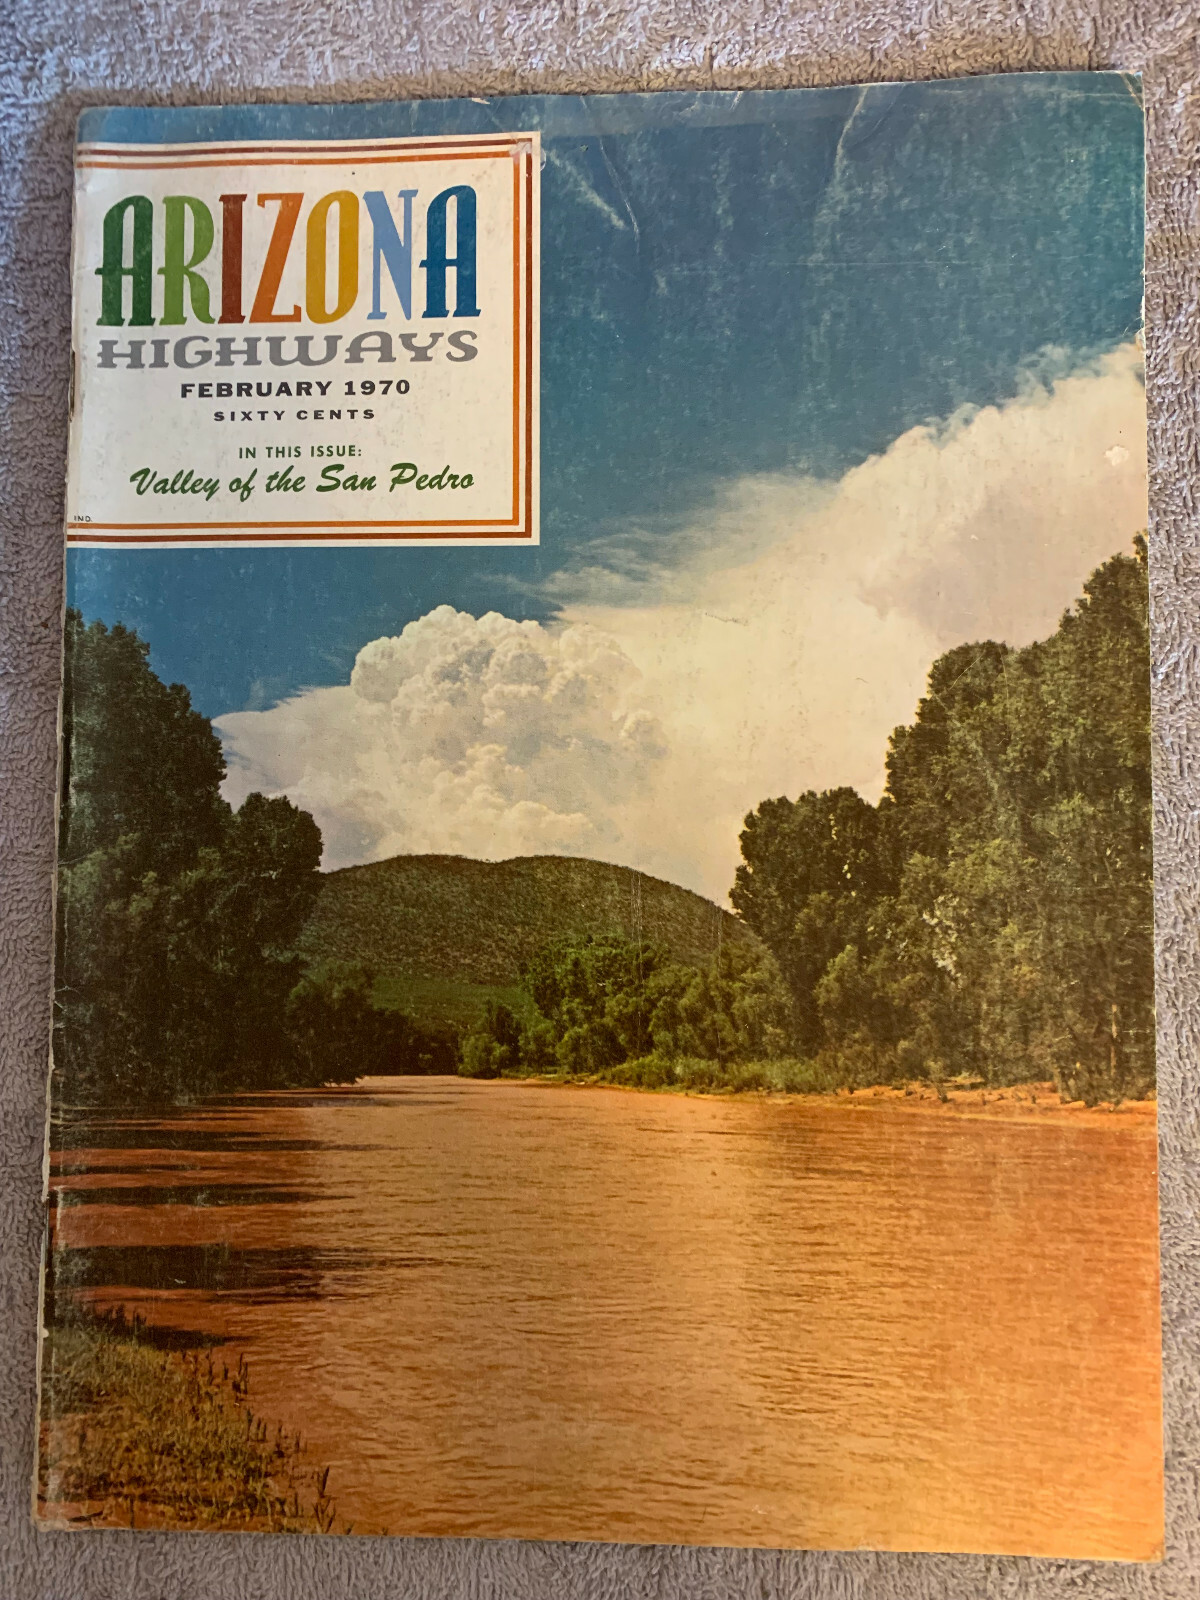 ARIZONA
HIGHWAYS
FEBRUARY 1970
SIXTY CENTS
IN THIS ISSUE:
Valley of the San Pedro
IND.